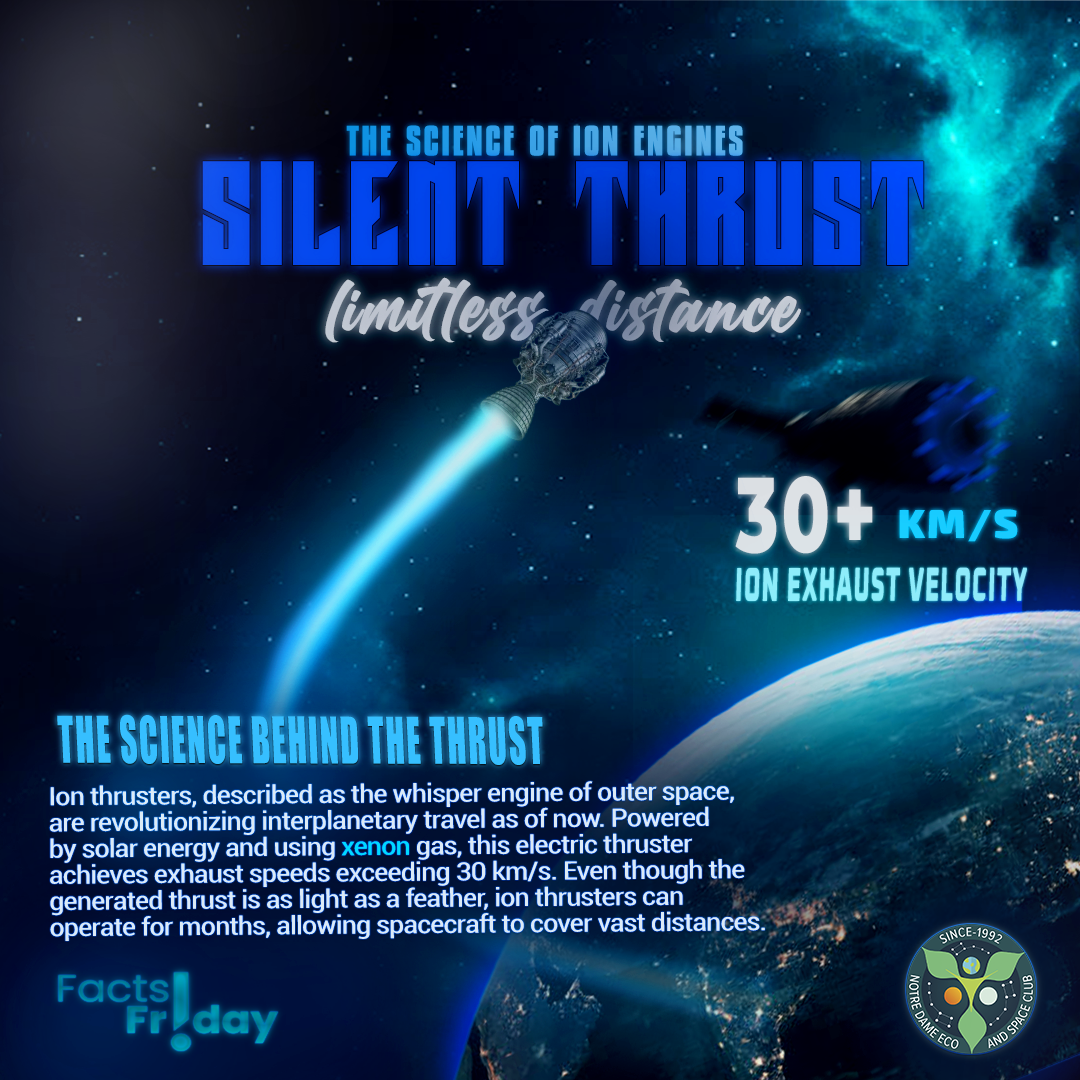 THE SCIENCE OF ION ENGINES
SILENT THRUST
limitless distance
30+ KM/S
ION EXHAUST VELOCITY
THE SCIENCE BEHIND THE THRUST
Ion thrusters, described as the whisper engine of outer space,
are revolutionizing interplanetary travel as of now. Powered
by solar energy and using xenon gas, this electric thruster
achieves exhaust speeds exceeding 30 km/s. Even though the
generated thrust is as light as a feather, ion thrusters can
operate for months, allowing spacecraft to cover vast distances.
Facts
Fr!day
SINCE-1992
NOTRE DAME ECO AND SPACE CLUB